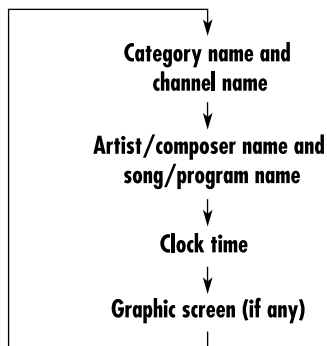 Category name and
channel name
Artist/composer name and
song/program name
Clock time
Graphic screen (if any)